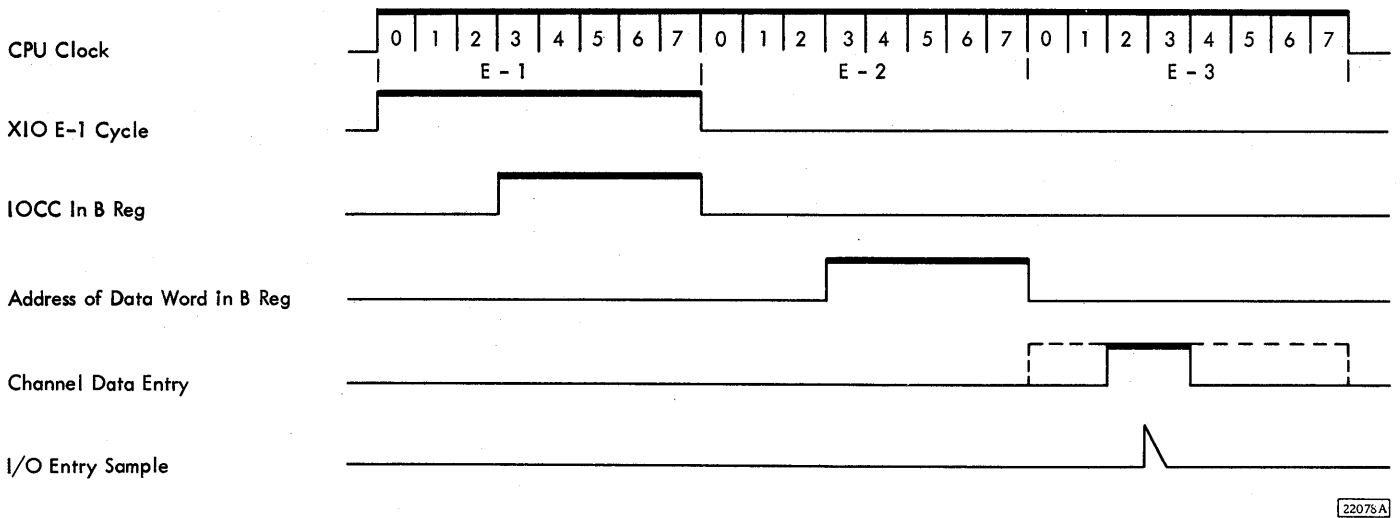 CPU Clock
0 1 2 3 4 5 6 7 0 1 2 3 4 5 6 7 0 1 2 3 4 5 6 7
E - 1 E - 2 E - 3
XIO E-1 Cycle
IOCC In B Reg
Address of Data Word in B Reg
Channel Data Entry
I/O Entry Sample
22078A